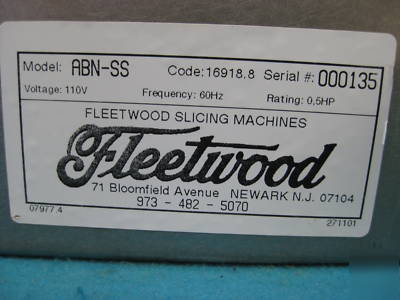 Model: ABN-SS Code:16918.8 Serial#: 000135
Voltage: 110V Frequency: 60Hz Rating: 0,5HP
FLEETWOOD SLICING MACHINES
Fleetwood
71 Bloomfield Avenue NEWARK N.J. 07104
973 - 482 - 5070
07977.4 271101